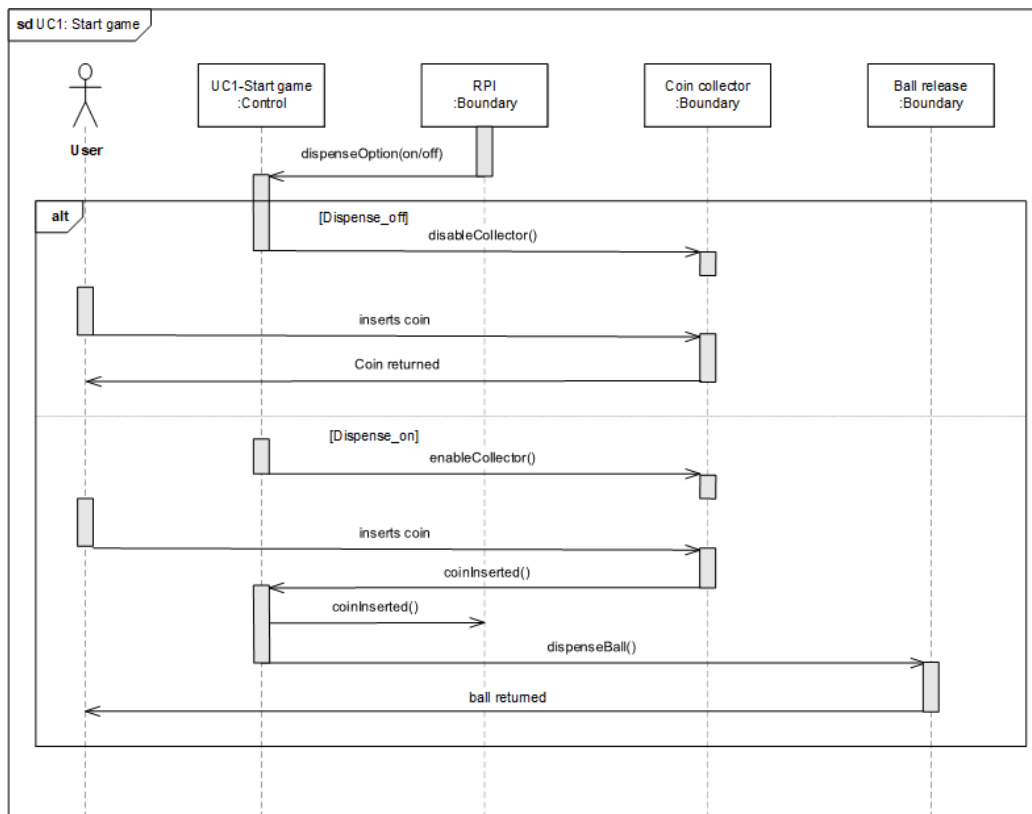 sd UC1: Start game
User
UC1-Start game
:Control
RPI
:Boundary
Coin collector
:Boundary
Ball release
:Boundary
dispenseOption(on/off)
alt
[Dispense_off]
disableCollector()
inserts coin
Coin returned
[Dispense_on]
enableCollector()
inserts coin
coinInserted()
coinInserted()
dispenseBall()
ball returned